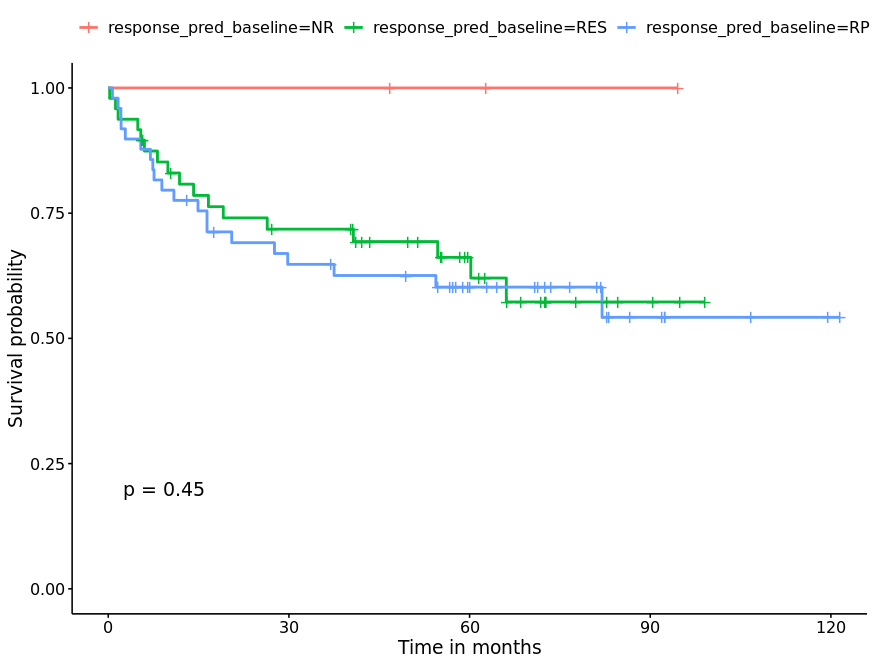 response_pred_baseline=NR response_pred_baseline=RES response_pred_baseline=RP
1.00
0.75
0.50
0.25
0.00
Survival probability
p = 0.45
0 30 60 90 120
Time in months